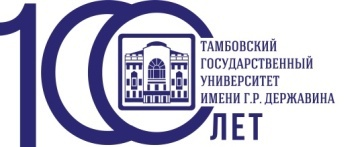 100
ТАМБОВСКИЙ
ГОСУДАРСТВЕННЫЙ
УНИВЕРСИТЕТ
ИМЕНИ Г.Р. ДЕРЖАВИНА
ЛЕТ